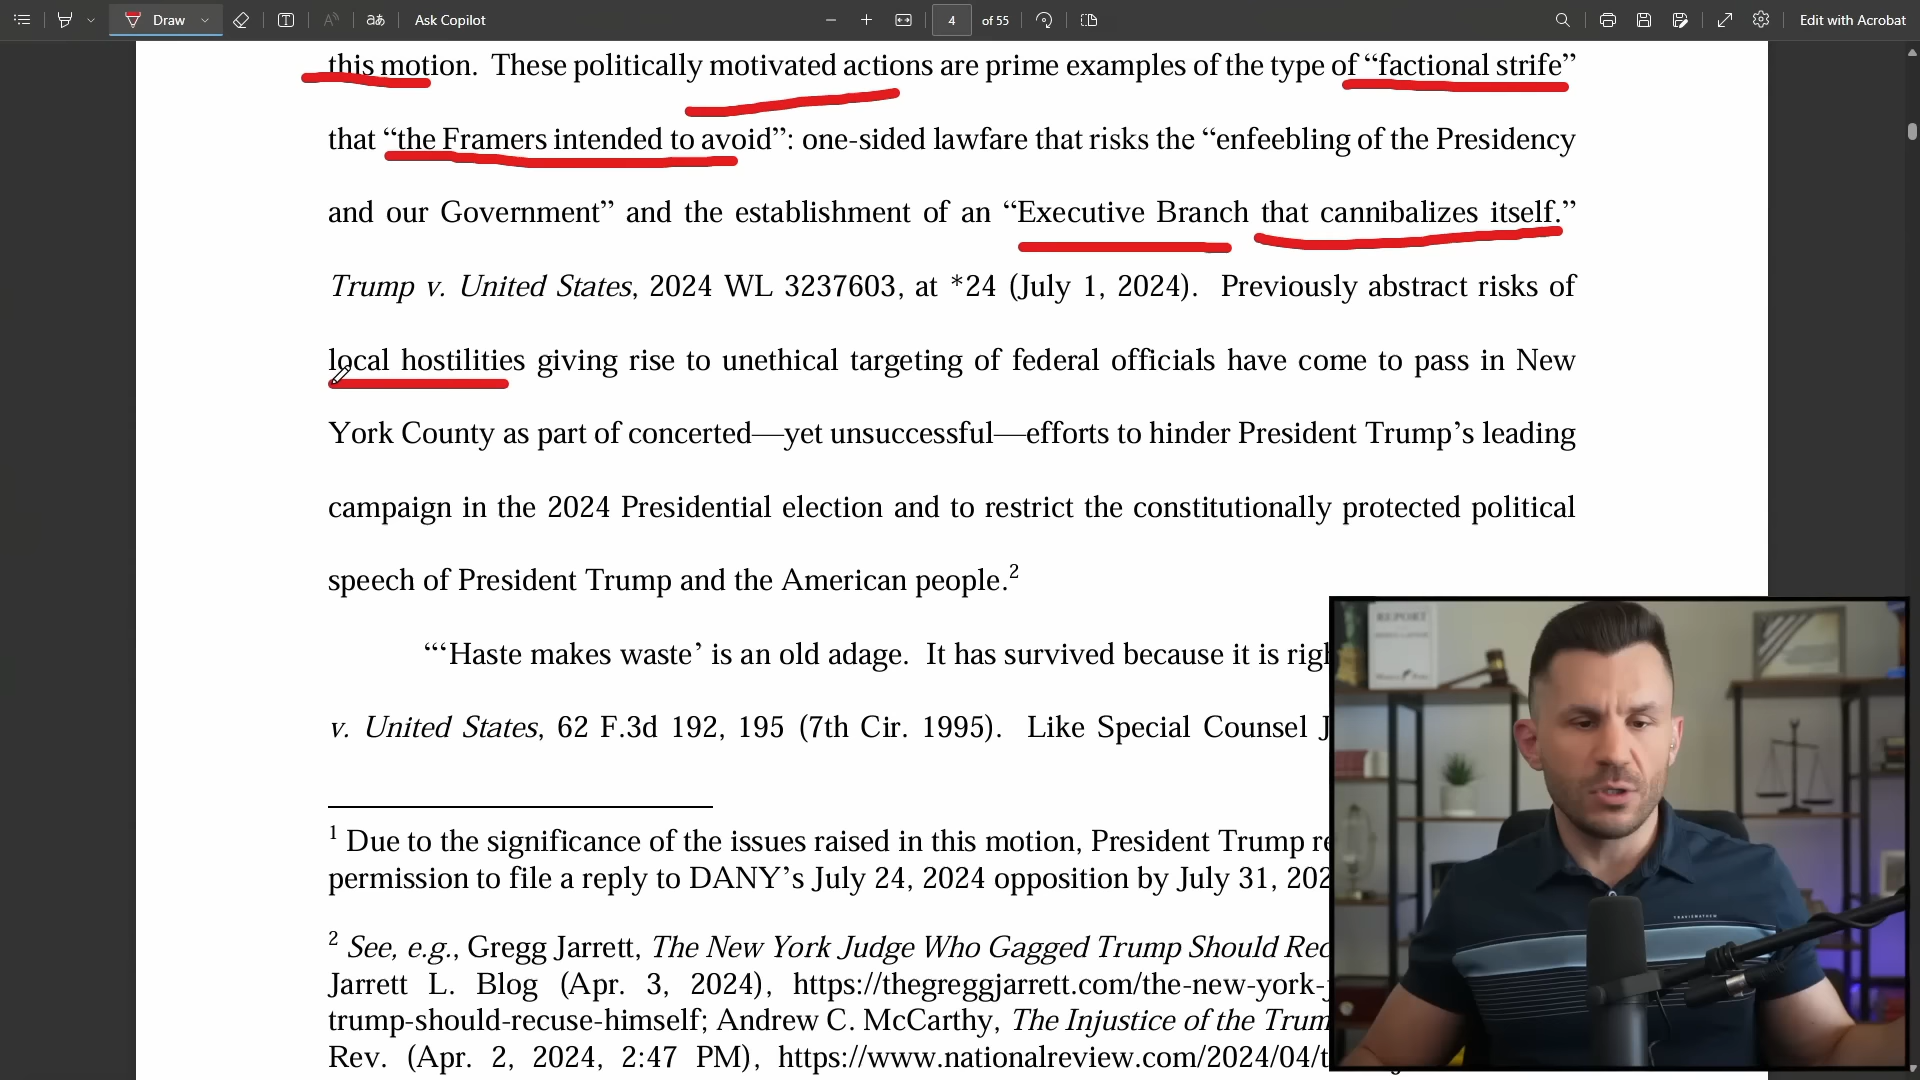 Draw
Ask Copilot
4 of 55
Edit with Acrobat
this motion. These politically motivated actions are prime examples of the type of “factional strife”
that “the Framers intended to avoid”: one-sided lawfare that risks the “enfeebling of the Presidency
and our Government” and the establishment of an “Executive Branch that cannibalizes itself.”
Trump v. United States, 2024 WL 3237603, at *24 (July 1, 2024). Previously abstract risks of
local hostilities giving rise to unethical targeting of federal officials have come to pass in New
York County as part of concerted—yet unsuccessful—efforts to hinder President Trump’s leading
campaign in the 2024 Presidential election and to restrict the constitutionally protected political
speech of President Trump and the American people.2
“‘Haste makes waste’ is an old adage. It has survived because it is
v. United States, 62 F.3d 192, 195 (7th Cir. 1995). Like Special Counsel J
1 Due to the significance of the issues raised in this motion, President Trump re
permission to file a reply to DANY’s July 24, 2024 opposition by July 31, 202
2 See, e.g., Gregg Jarrett, The New York Judge Who Gagged Trump Should Rec
Jarrett L. Blog (Apr. 3, 2024), https://thegreggjarrett.com/the-new-york-
trump-should-recuse-himself; Andrew C. McCarthy, The Injustice of the Trum
Rev. (Apr. 2, 2024, 2:47 PM), https://www.nationalreview.com/2024/04/t
REPORT
TRAVISMATHEW